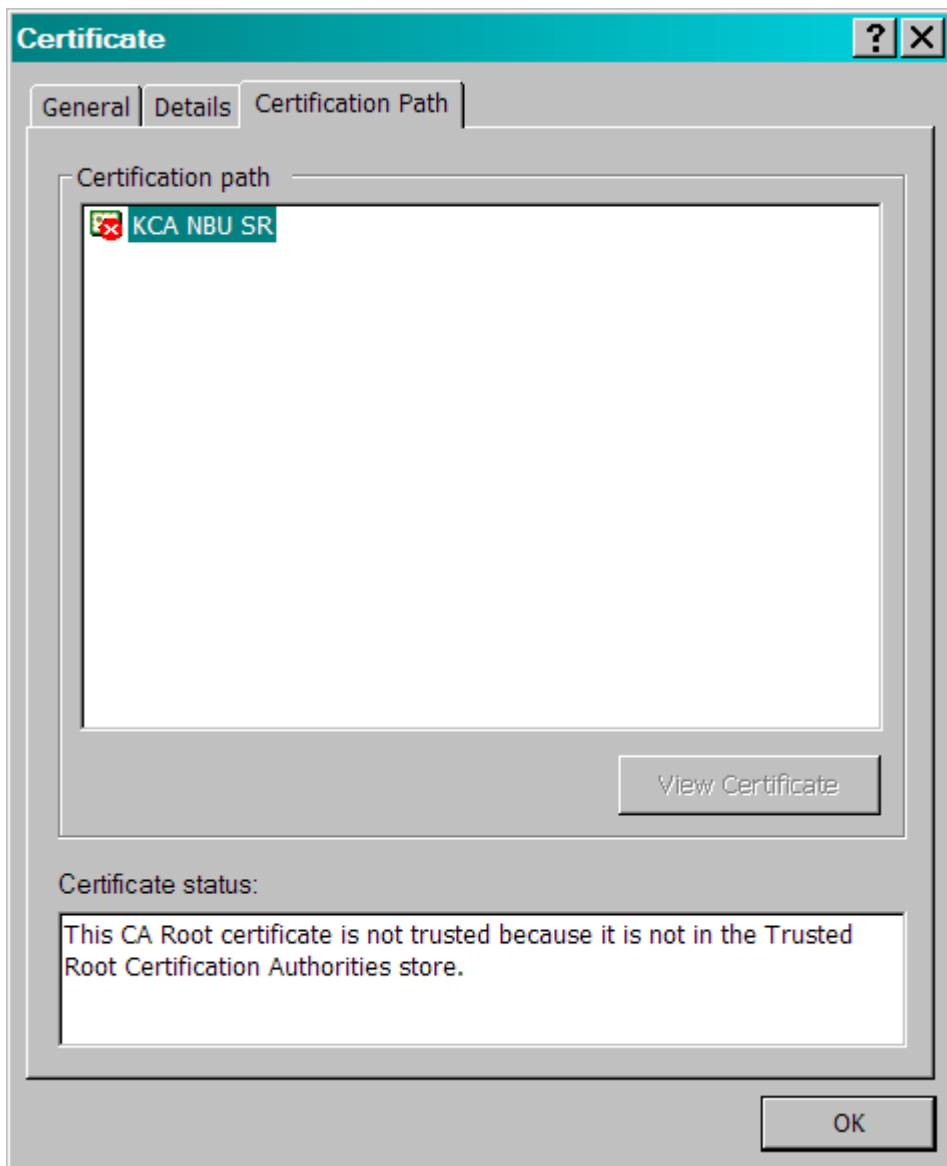 Certificate
General Details Certification Path
Certification path
KCA NBU SR
View Certificate
Certificate status:
This CA Root certificate is not trusted because it is not in the Trusted
Root Certification Authorities store.
OK